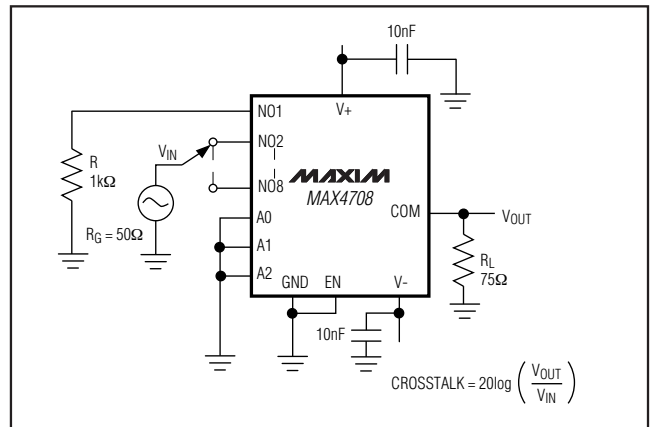 10nF
V+
NO1
NO2
NO8
VIN
R
1kΩ
RG = 50Ω
MAXIM
MAX4708
A0
A1
A2
COM
VOUT
RL
75Ω
GND
EN
V-
10nF
CROSSTALK = 20log (VOUT/VIN)